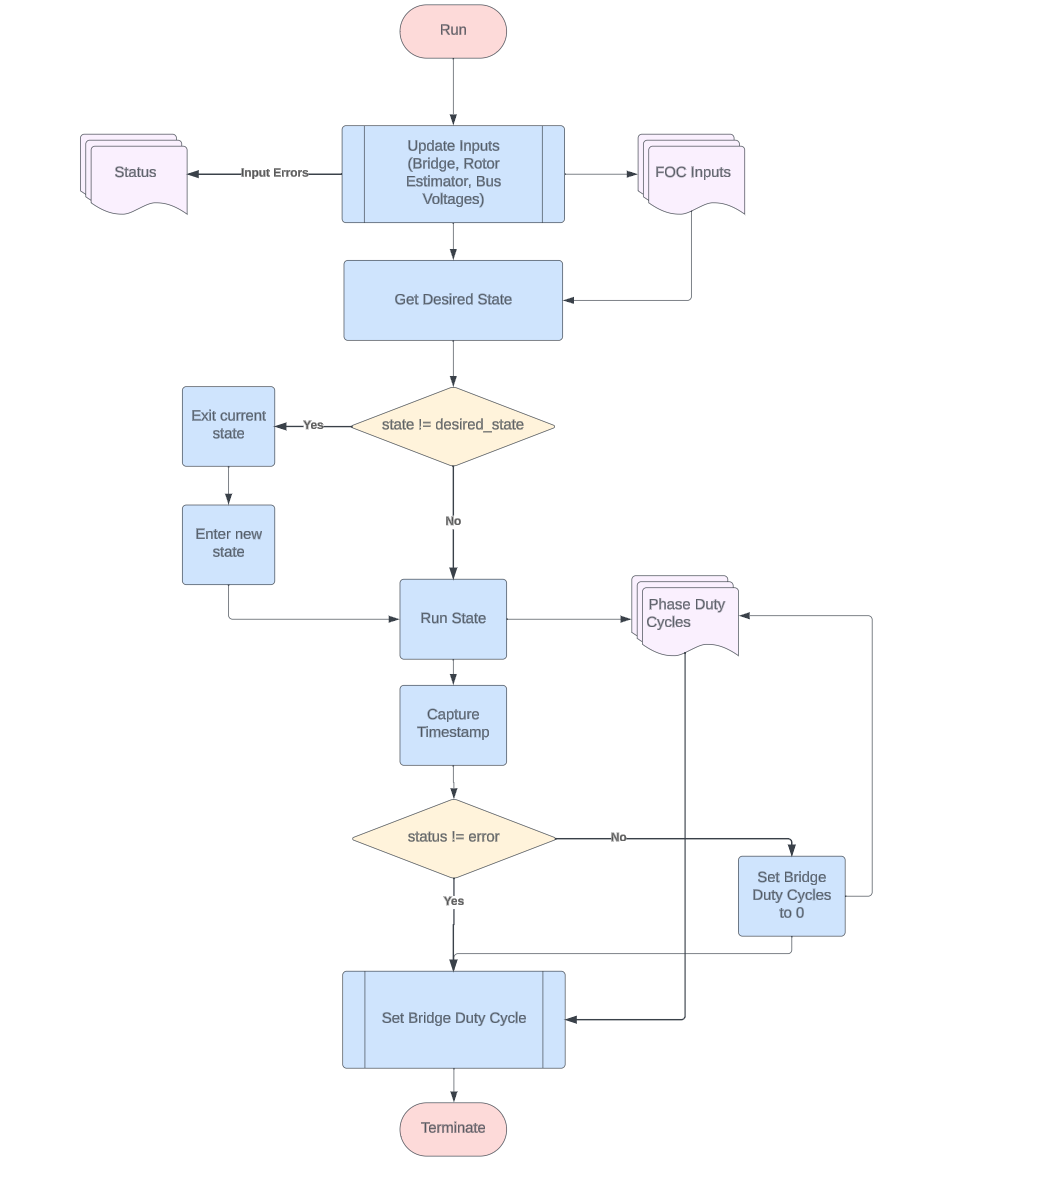 Run
Update Inputs
(Bridge, Rotor
Estimator, Bus
Voltages)
Status
Input Errors
FOC Inputs
Get Desired State
Exit current
state
Yes
state != desired_state
No
Enter new
state
Run State
Phase Duty
Cycles
Capture
Timestamp
status != error
No
Set Bridge
Duty Cycles
to 0
Yes
Set Bridge Duty Cycle
Terminate